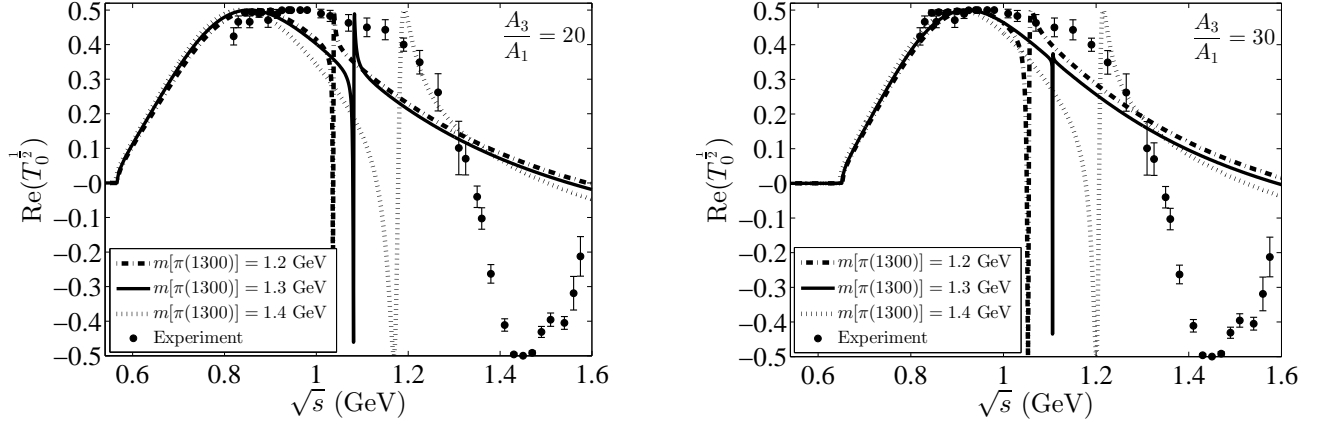 0.5
0.4
0.3
0.2
0.1
−0
−0.1
−0.2
−0.3
−0.4
−0.5
Re(T_0^{1/2})
A_3/A_1 = 20
m[π(1300)] = 1.2 GeV
m[π(1300)] = 1.3 GeV
m[π(1300)] = 1.4 GeV
Experiment
0.6 0.8 1 1.2 1.4 1.6
√s (GeV)
0.5
0.4
0.3
0.2
0.1
−0
−0.1
−0.2
−0.3
−0.4
−0.5
Re(T_0^{1/2})
A_3/A_1 = 30
m[π(1300)] = 1.2 GeV
m[π(1300)] = 1.3 GeV
m[π(1300)] = 1.4 GeV
Experiment
0.6 0.8 1 1.2 1.4 1.6
√s (GeV)